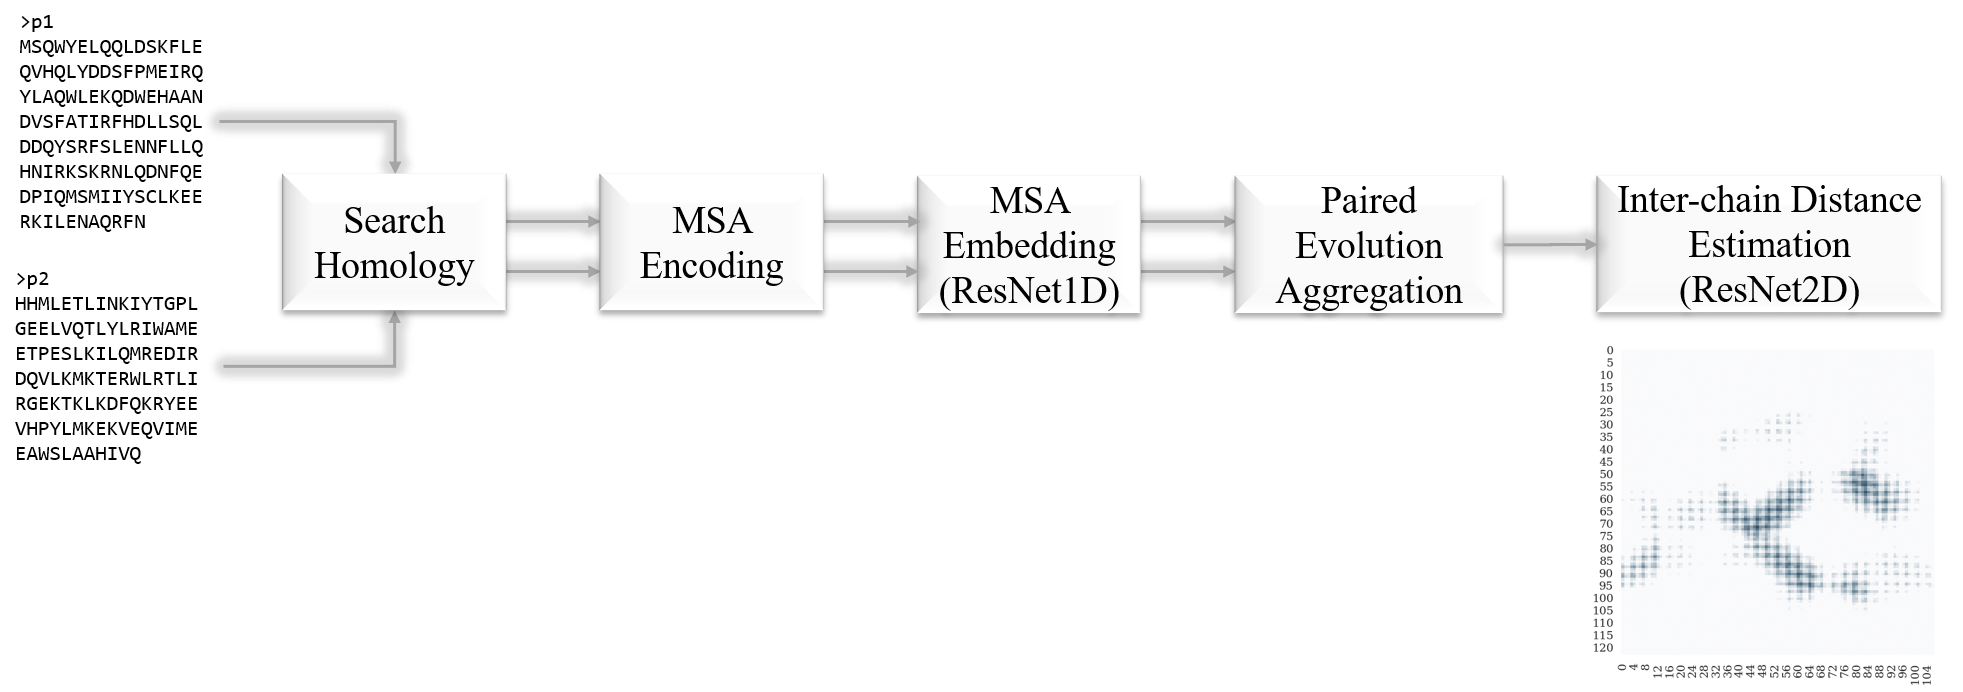 >p1
MSQWYELQQLDSKFLE
QVHQLYDDSFPMEIRQ
YLAQWLEKQDWEHAAN
DVSFATIRFHDLLSQL
DDQYSRFSLENNFLLQ
HNIRKSKRNLQDNFQE
DPIQMSMIIYSCLKEE
RKILENAQRFN
>p2
HHMLETLINKIYTGPL
GEELVQTLYLRIWAME
ETPESLKILQMREDIR
DQVLKMKTERWLRTLI
RGEKTKLKDFQKRYEE
VHPYLMKEKVEQVIME
EAWSLAAHIVQ
Search
Homology
MSA
Encoding
MSA
Embedding
(ResNet1D)
Paired
Evolution
Aggregation
Inter-chain Distance
Estimation
(ResNet2D)
0
5
10
15
20
25
30
35
40
45
50
55
60
65
70
75
80
85
90
95
100
105
110
115
120
0 4 8 12 16 20 24 28 32 36 40 44 48 52 56 60 64 68 72 76 80 84 88 92 96 100 104